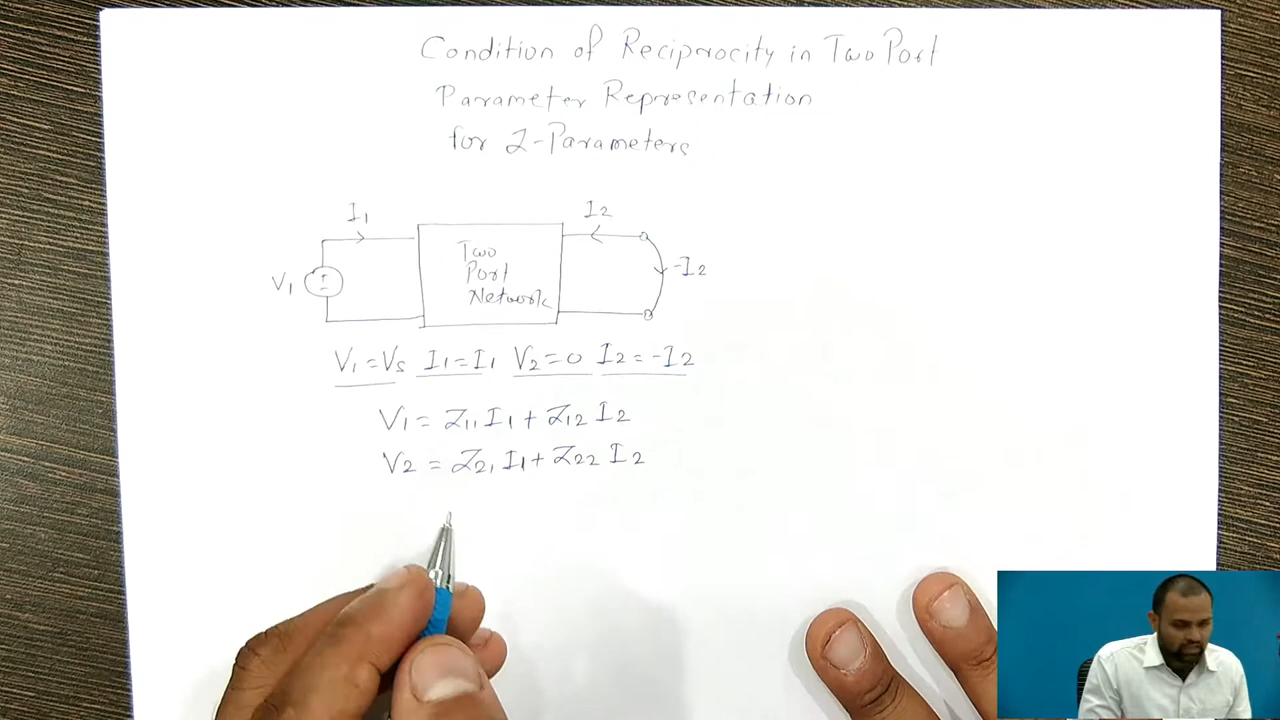 Condition of Reciprocity in Two Port
Parameter Representation
for Z-Parameters
I1
I2
Two
Port
Network
V1
-I2
V1 = Vs I1 = I1 V2 = 0 I2 = -I2
V1 = Z11 I1 + Z12 I2
V2 = Z21 I1 + Z22 I2